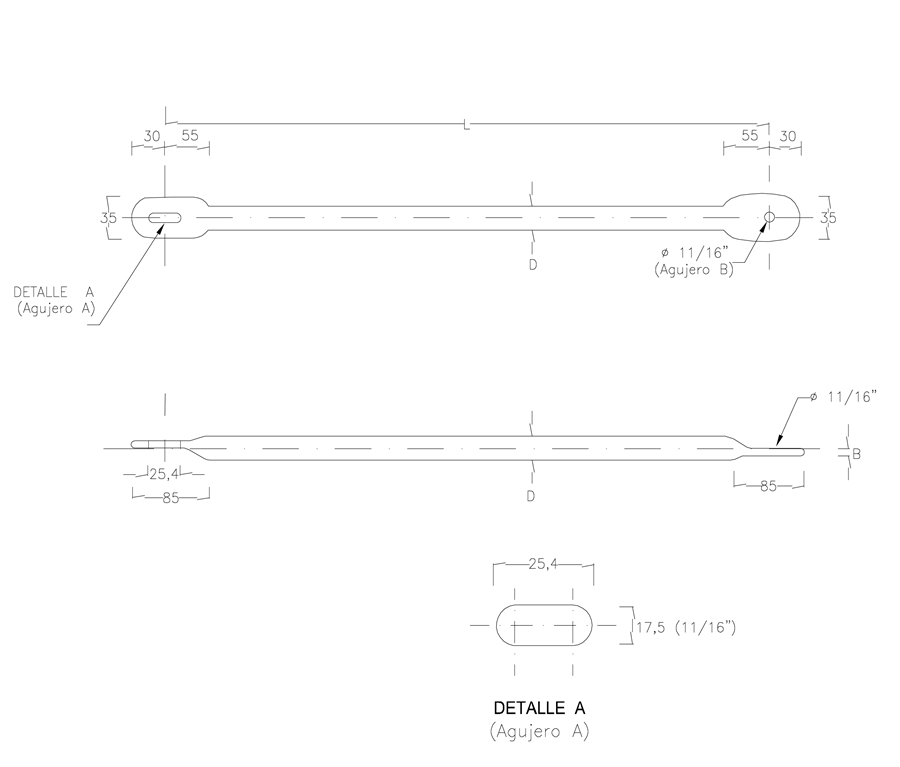 L
30 55 55 30
35 35
ø 11/16"
(Agujero B)
D
DETALLE A
(Agujero A)
ø 11/16"
B
25,4
85 85
D
25,4
17,5 (11/16")
DETALLE A
(Agujero A)